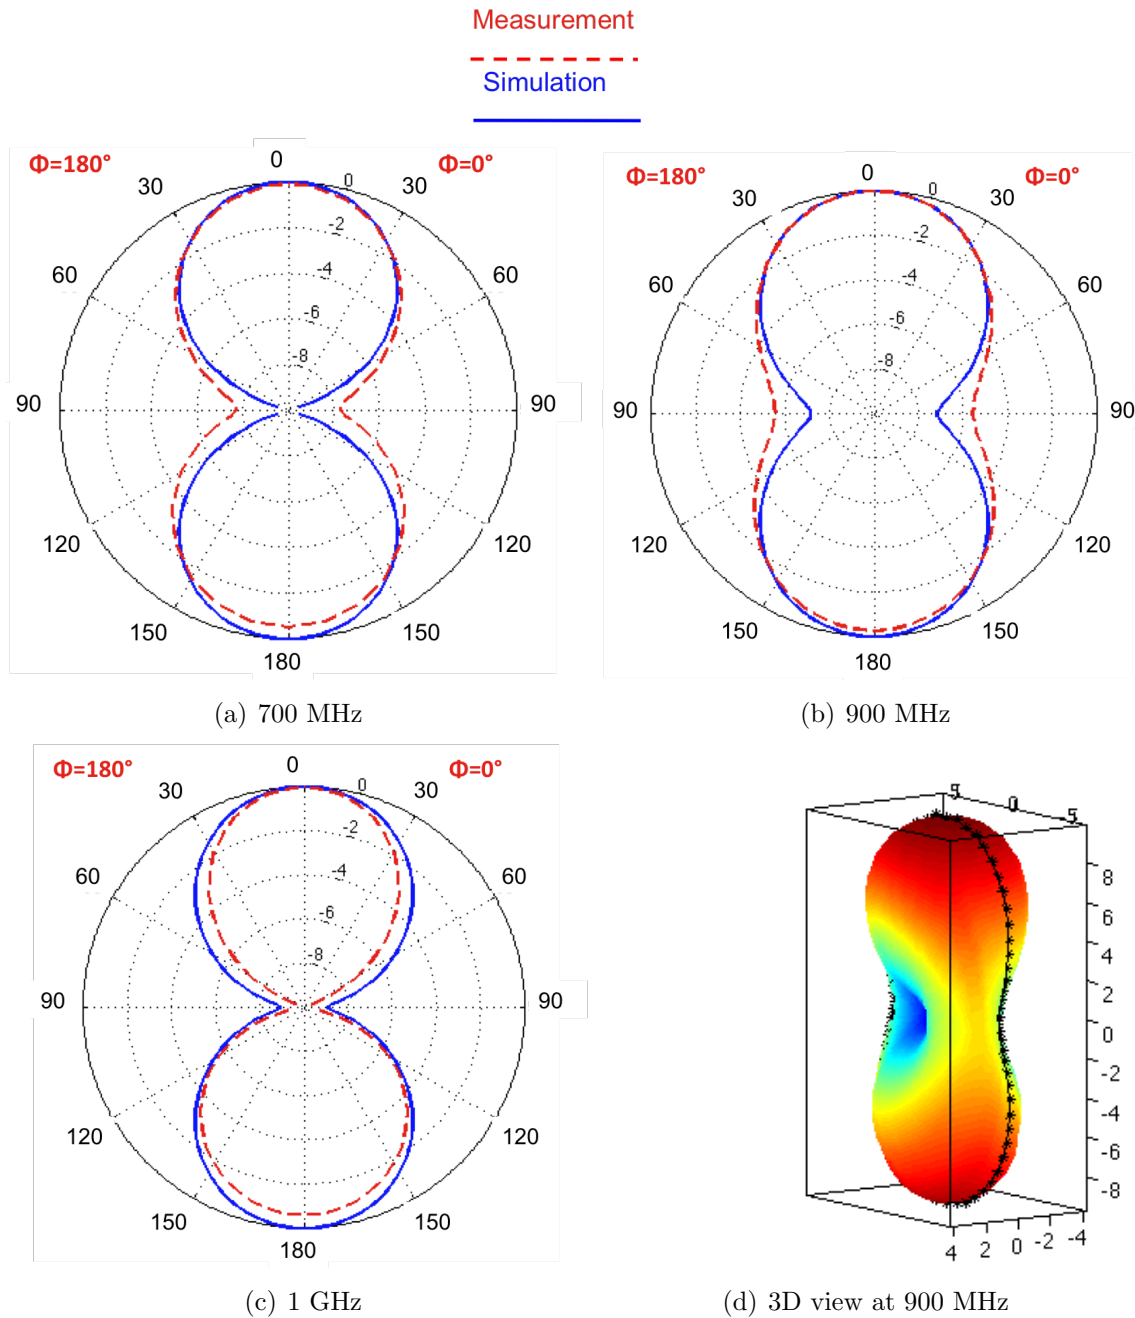 Measurement
Simulation
Φ=180° 0 Φ=0°
30 0 30
-2
60 -4 60
-6
-8
90 90
120 120
150 150
180
(a) 700 MHz
Φ=180° 0 Φ=0°
30 0 30
-2
60 -4 60
-6
-8
90 90
120 120
150 150
180
(b) 900 MHz
Φ=180° 0 Φ=0°
30 0 30
-2
60 -4 60
-6
-8
90 90
120 120
150 150
180
(c) 1 GHz
5 0 -5
8
6
4
2
0
-2
-4
-6
-8
4 2 0 -2 -4
(d) 3D view at 900 MHz